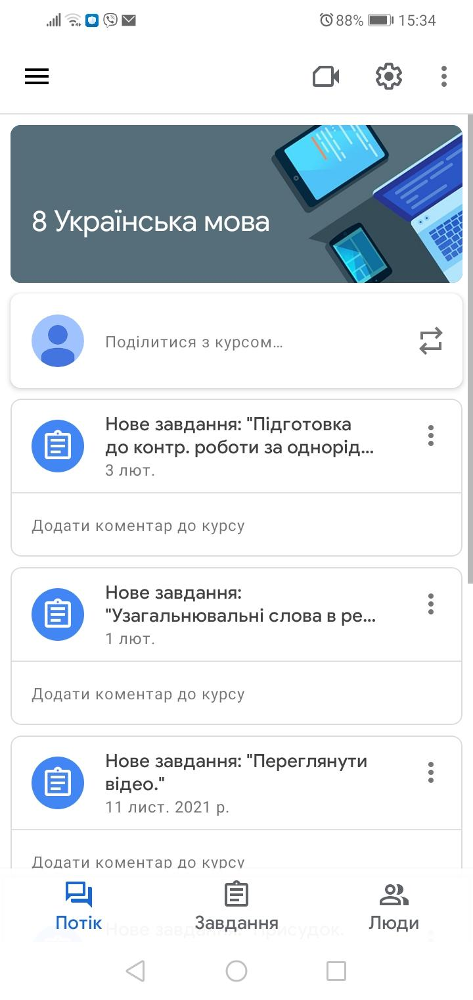 88% 15:34
8 Українська мова
Поділитися з курсом…
Нове завдання: "Підготовка
до контр. роботи за однорід...
3 лют.
Додати коментар до курсу
Нове завдання:
"Узагальнювальні слова в ре...
1 лют.
Додати коментар до курсу
Нове завдання: "Переглянути
відео."
11 лист. 2021 р.
Додати коментар до курсу
Нове завдання: "Присудок.
Потік Завдання Люди